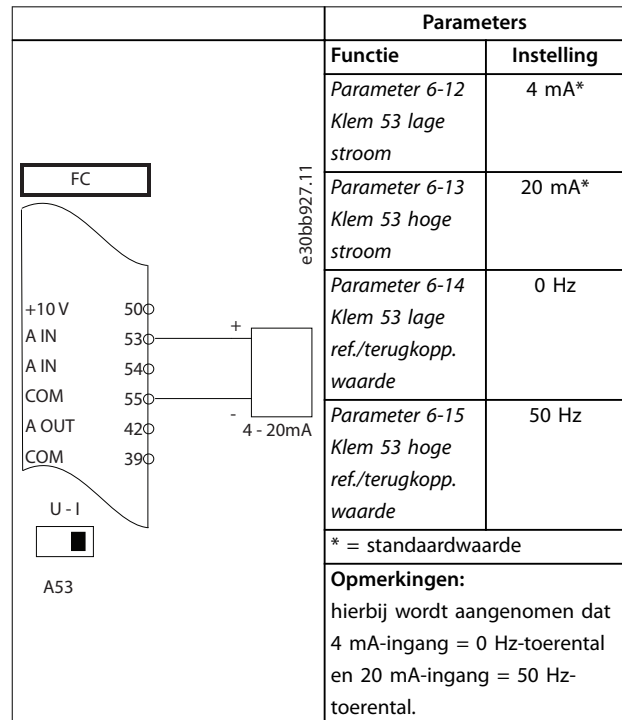 Parameters
Functie Instelling
Parameter 6-12 4 mA*
Klem 53 lage
stroom
Parameter 6-13 20 mA*
Klem 53 hoge
stroom
Parameter 6-14 0 Hz
Klem 53 lage
ref./terugkopp.
waarde
Parameter 6-15 50 Hz
Klem 53 hoge
ref./terugkopp.
waarde
* = standaardwaarde
Opmerkingen:
hierbij wordt aangenomen dat
4 mA-ingang = 0 Hz-toerental
en 20 mA-ingang = 50 Hz-
toerental.
FC
e30bb927.11
+10 V 50
A IN 53
A IN 54
COM 55
A OUT 42
COM 39
+
-
4 - 20mA
U - I
A53